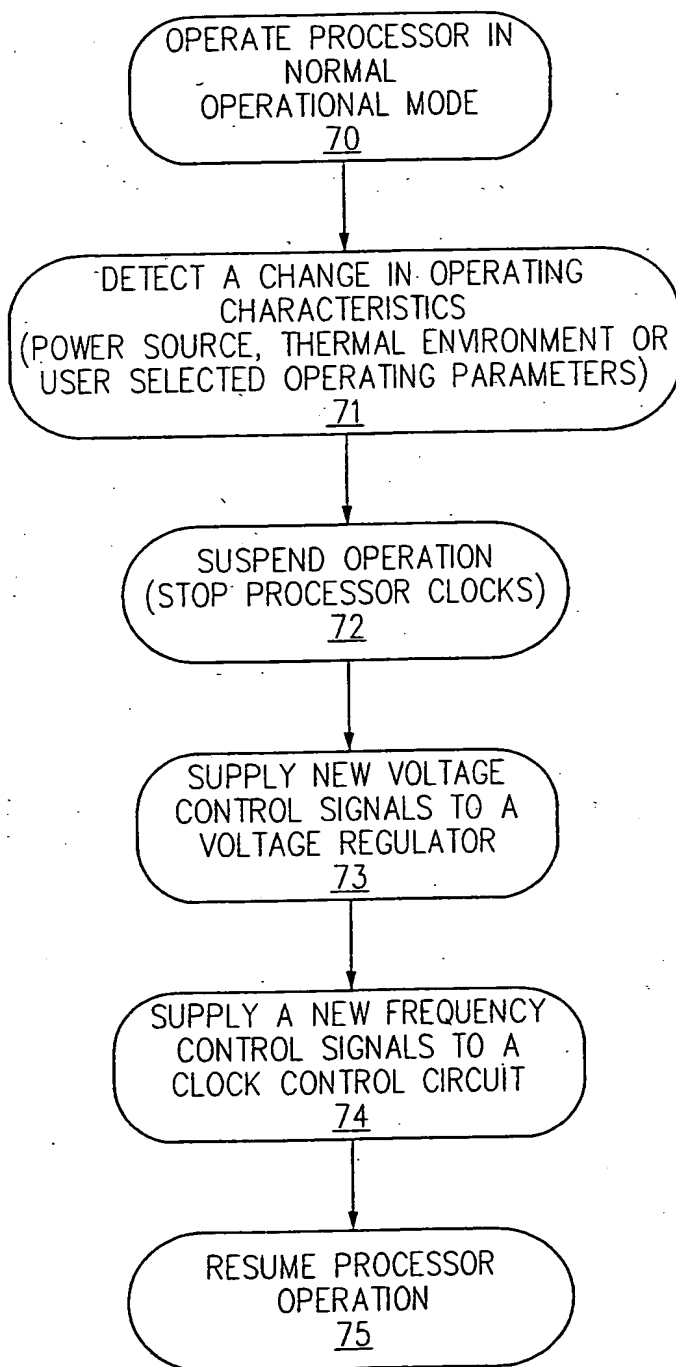 OPERATE PROCESSOR IN
NORMAL
OPERATIONAL MODE
70
DETECT A CHANGE IN OPERATING
CHARACTERISTICS
(POWER SOURCE, THERMAL ENVIRONMENT OR
USER SELECTED OPERATING PARAMETERS)
71
SUSPEND OPERATION
(STOP PROCESSOR CLOCKS)
72
SUPPLY NEW VOLTAGE
CONTROL SIGNALS TO A
VOLTAGE REGULATOR
73
SUPPLY A NEW FREQUENCY
CONTROL SIGNALS TO A
CLOCK CONTROL CIRCUIT
74
RESUME PROCESSOR
OPERATION
75